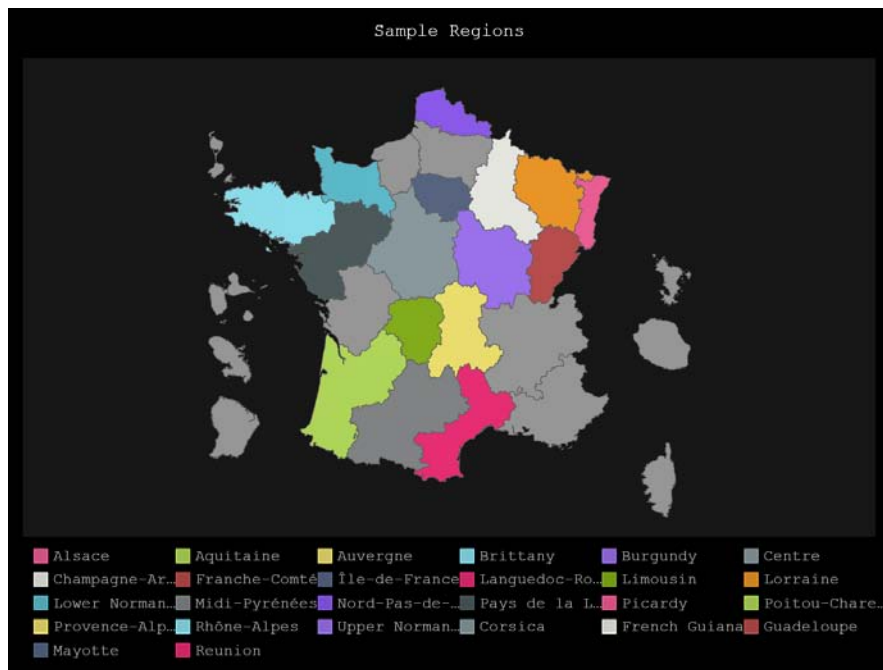 Sample Regions
Alsace Aquitaine Auvergne Brittany Burgundy Centre
Champagne-Ar… Franche-Comté Île-de-France Languedoc-Ro… Limousin Lorraine
Lower Norman… Midi-Pyrénées Nord-Pas-de-… Pays de la L… Picardy Poitou-Chare…
Provence-Alp… Rhône-Alpes Upper Norman… Corsica French Guiana Guadeloupe
Mayotte Reunion